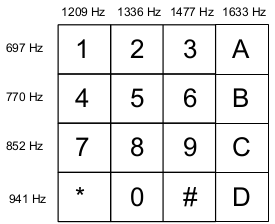 1209 Hz 1336 Hz 1477 Hz 1633 Hz
697 Hz 1 2 3 A
770 Hz 4 5 6 B
852 Hz 7 8 9 C
941 Hz * 0 # D